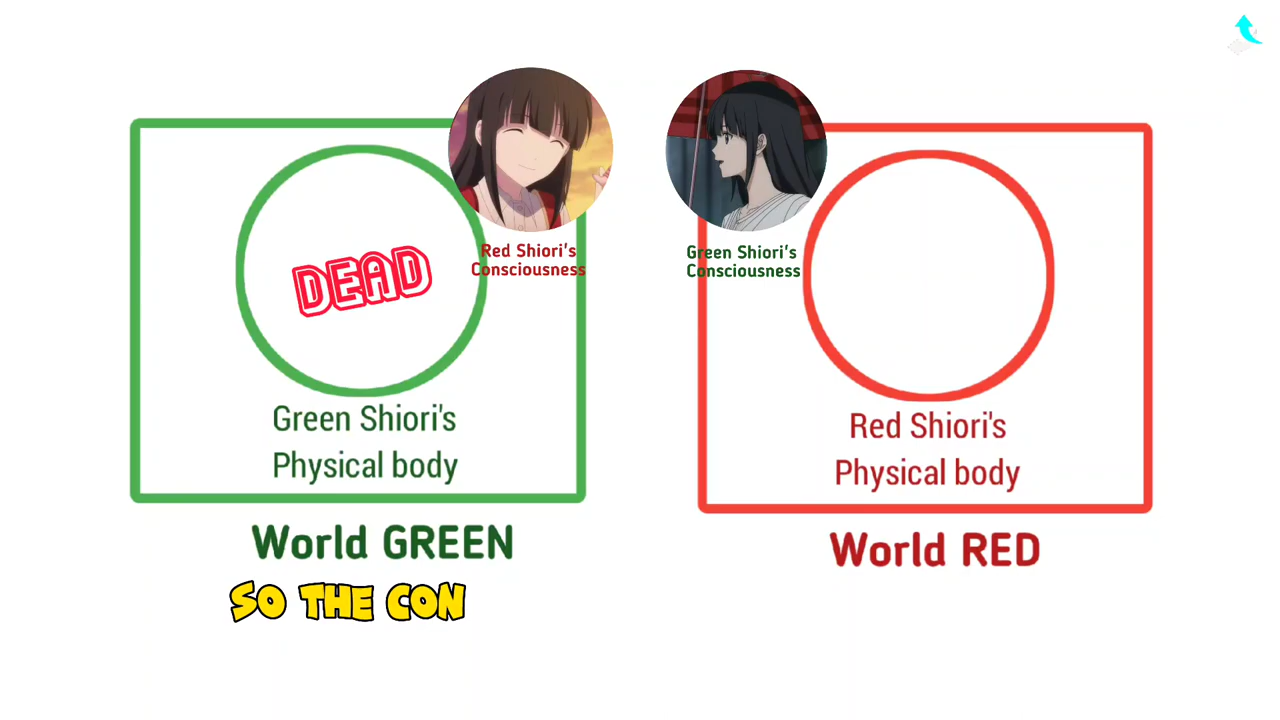 Red Shiori's
Consciousness
Green Shiori's
Consciousness
DEAD
Green Shiori's
Physical body
Red Shiori's
Physical body
World GREEN
World RED
SO THE CON